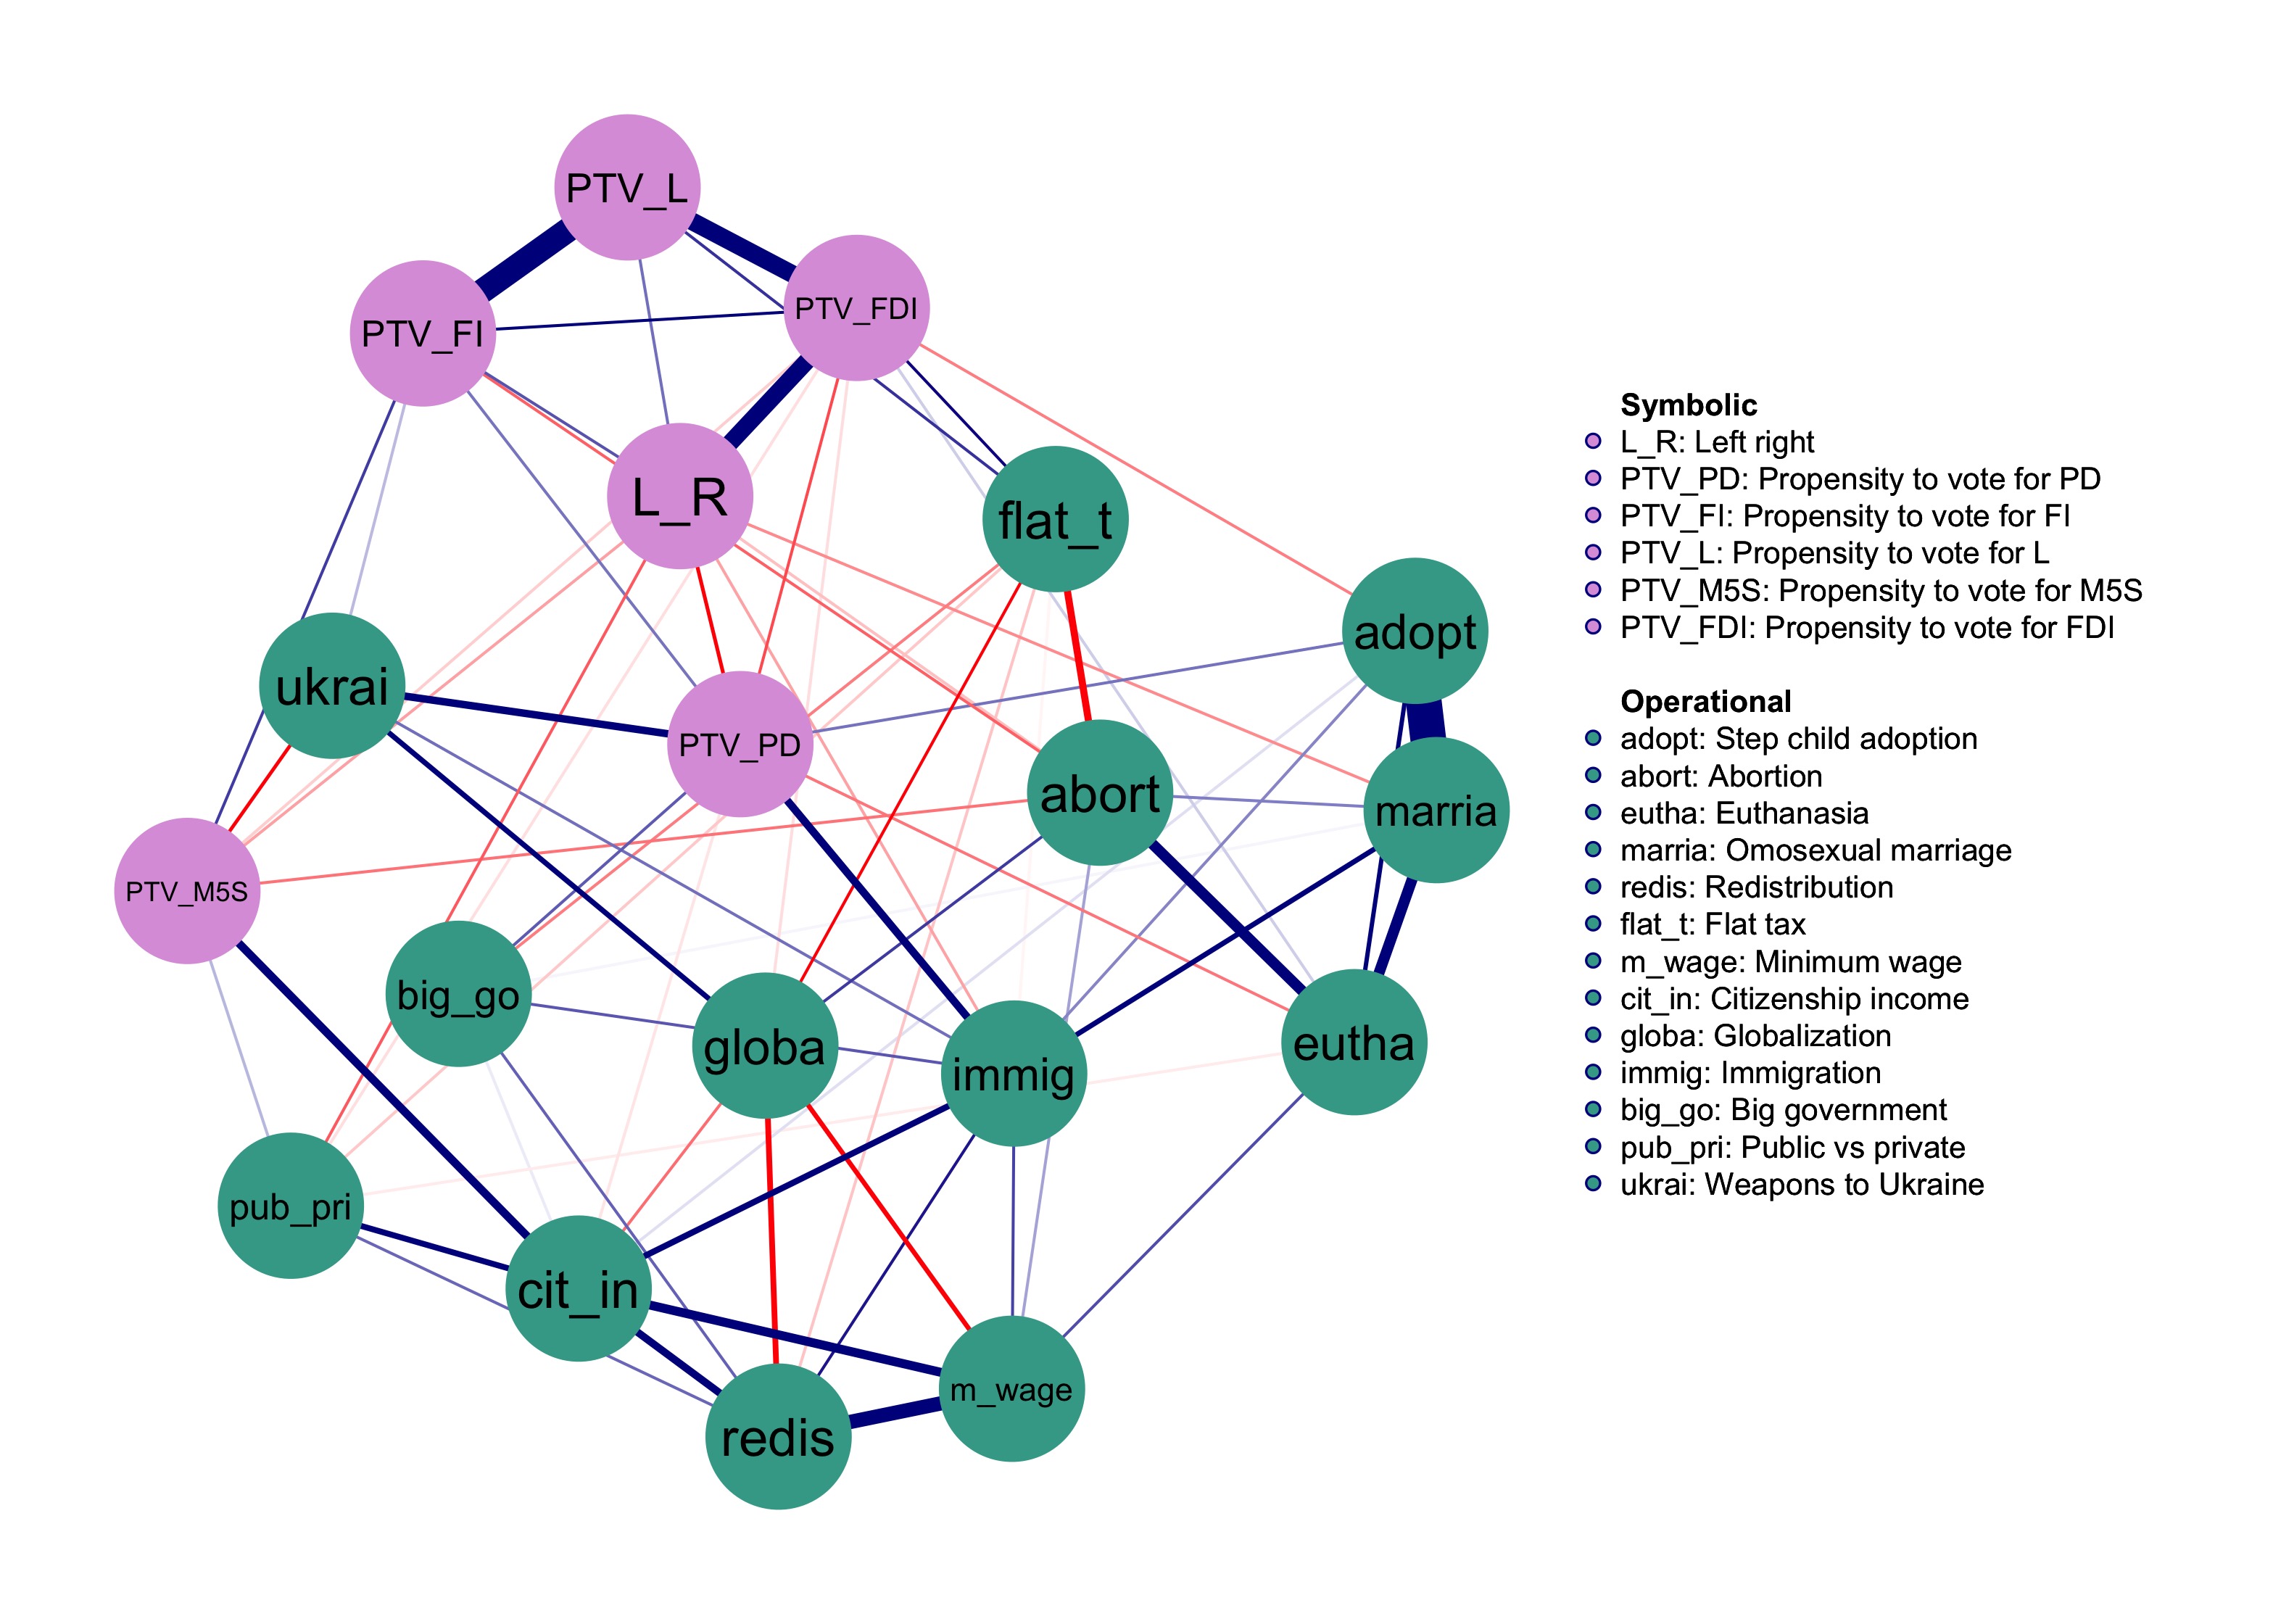 PTV_L
PTV_FDI
PTV_FI
L_R
flat_t
adopt
ukrai
PTV_PD
abort
marria
PTV_M5S
big_go
globa
immig
eutha
pub_pri
cit_in
m_wage
redis
Symbolic
L_R: Left right
PTV_PD: Propensity to vote for PD
PTV_FI: Propensity to vote for FI
PTV_L: Propensity to vote for L
PTV_M5S: Propensity to vote for M5S
PTV_FDI: Propensity to vote for FDI
Operational
adopt: Step child adoption
abort: Abortion
eutha: Euthanasia
marria: Omosexual marriage
redis: Redistribution
flat_t: Flat tax
m_wage: Minimum wage
cit_in: Citizenship income
globa: Globalization
immig: Immigration
big_go: Big government
pub_pri: Public vs private
ukrai: Weapons to Ukraine